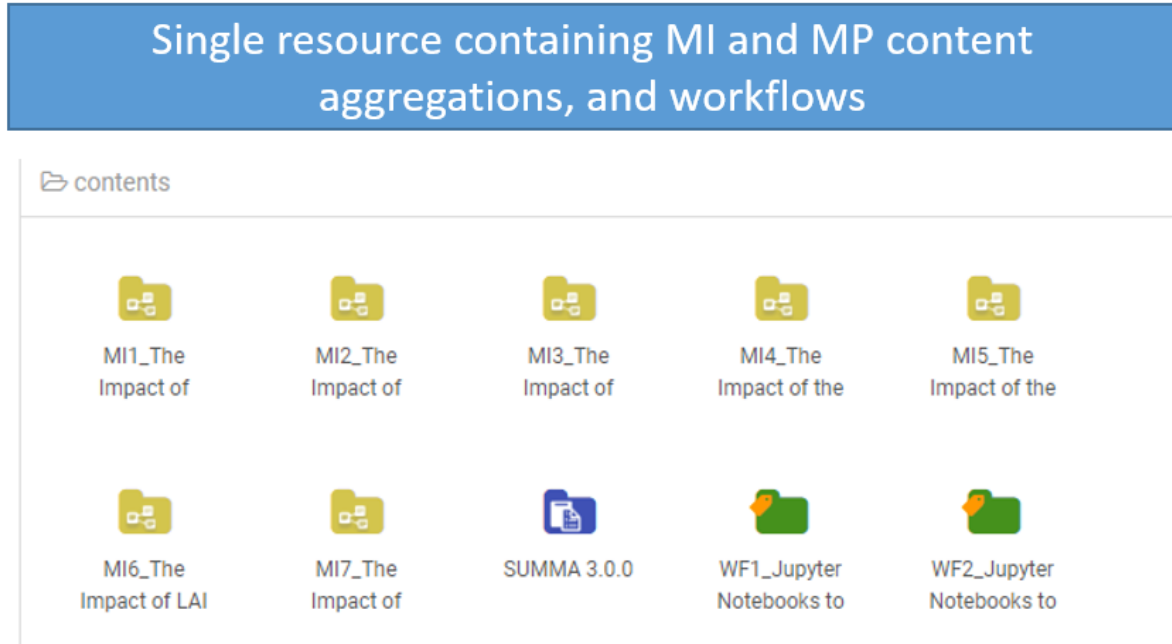 Single resource containing MI and MP content
aggregations, and workflows
contents
MI1_The
Impact of
MI2_The
Impact of
MI3_The
Impact of
MI4_The
Impact of the
MI5_The
Impact of the
MI6_The
Impact of LAI
MI7_The
Impact of
SUMMA 3.0.0
WF1_Jupyter
Notebooks to
WF2_Jupyter
Notebooks to